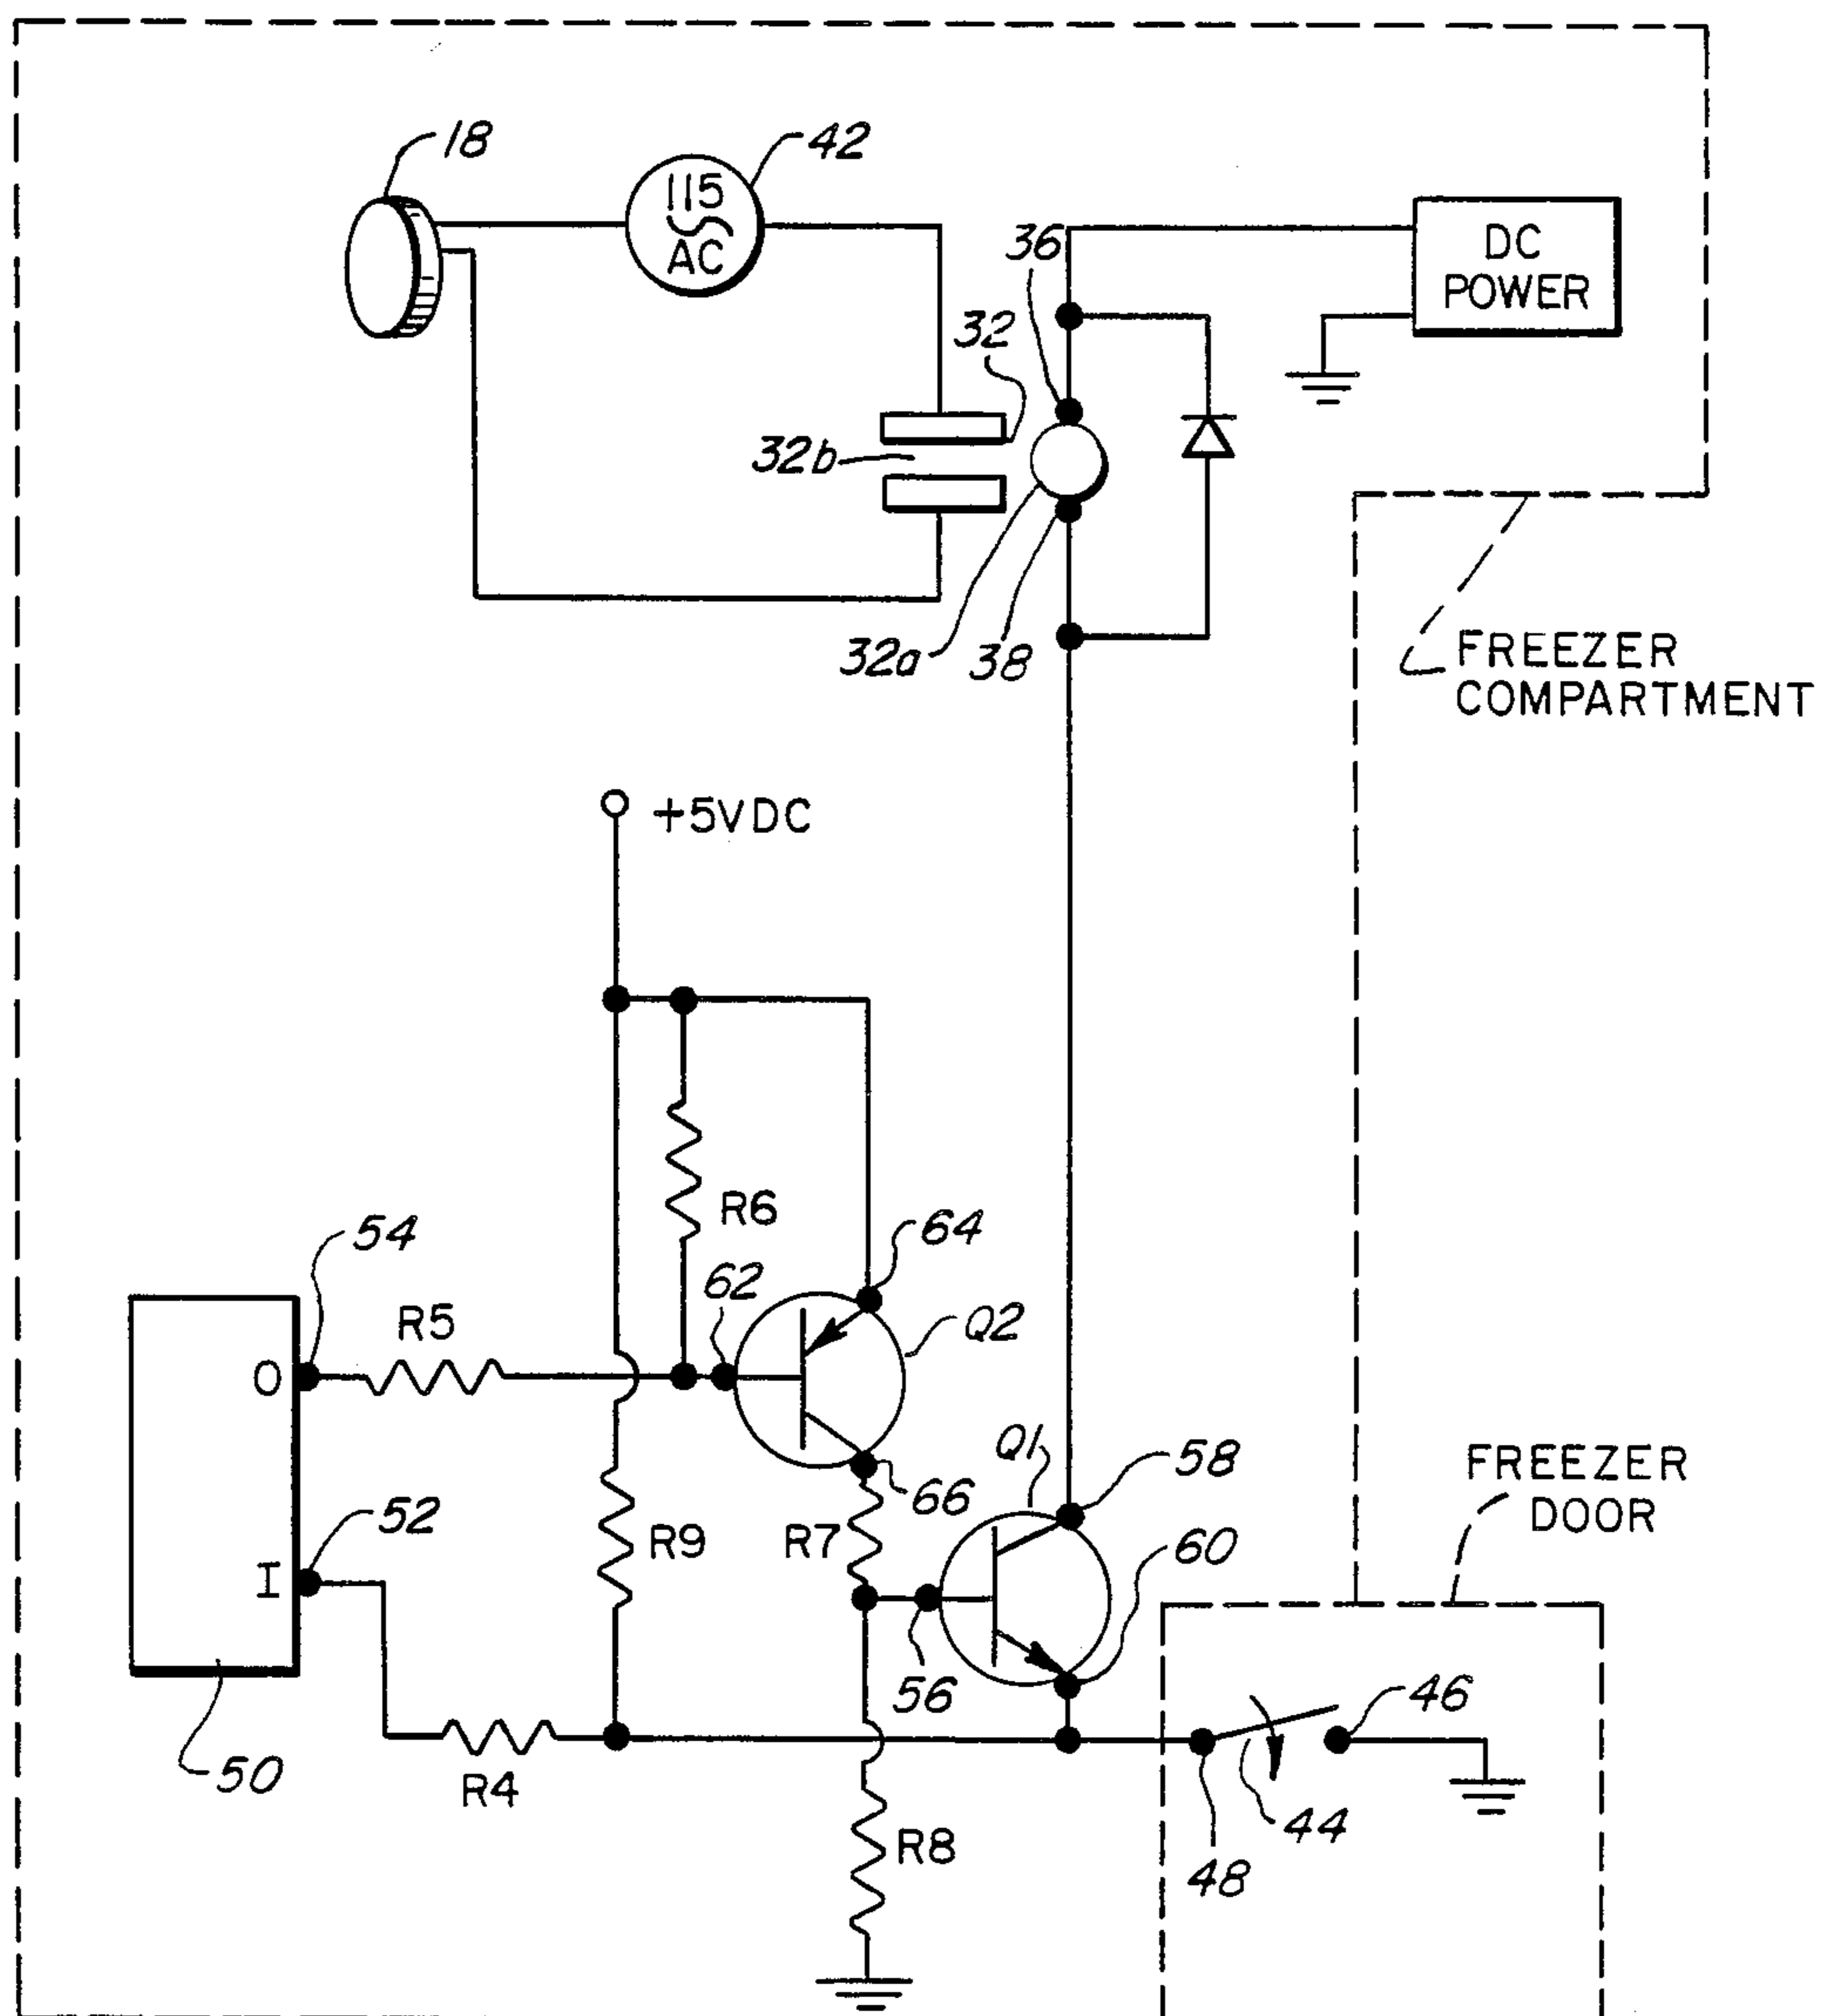 18
42
115
AC
36
DC
POWER
32
32b
32a
38
FREEZER
COMPARTMENT
+5VDC
R6
64
54
62
R5
Q2
O
Q1
58
FREEZER
DOOR
66
52
R9
R7
60
I
56
46
50
R4
44
R8
48